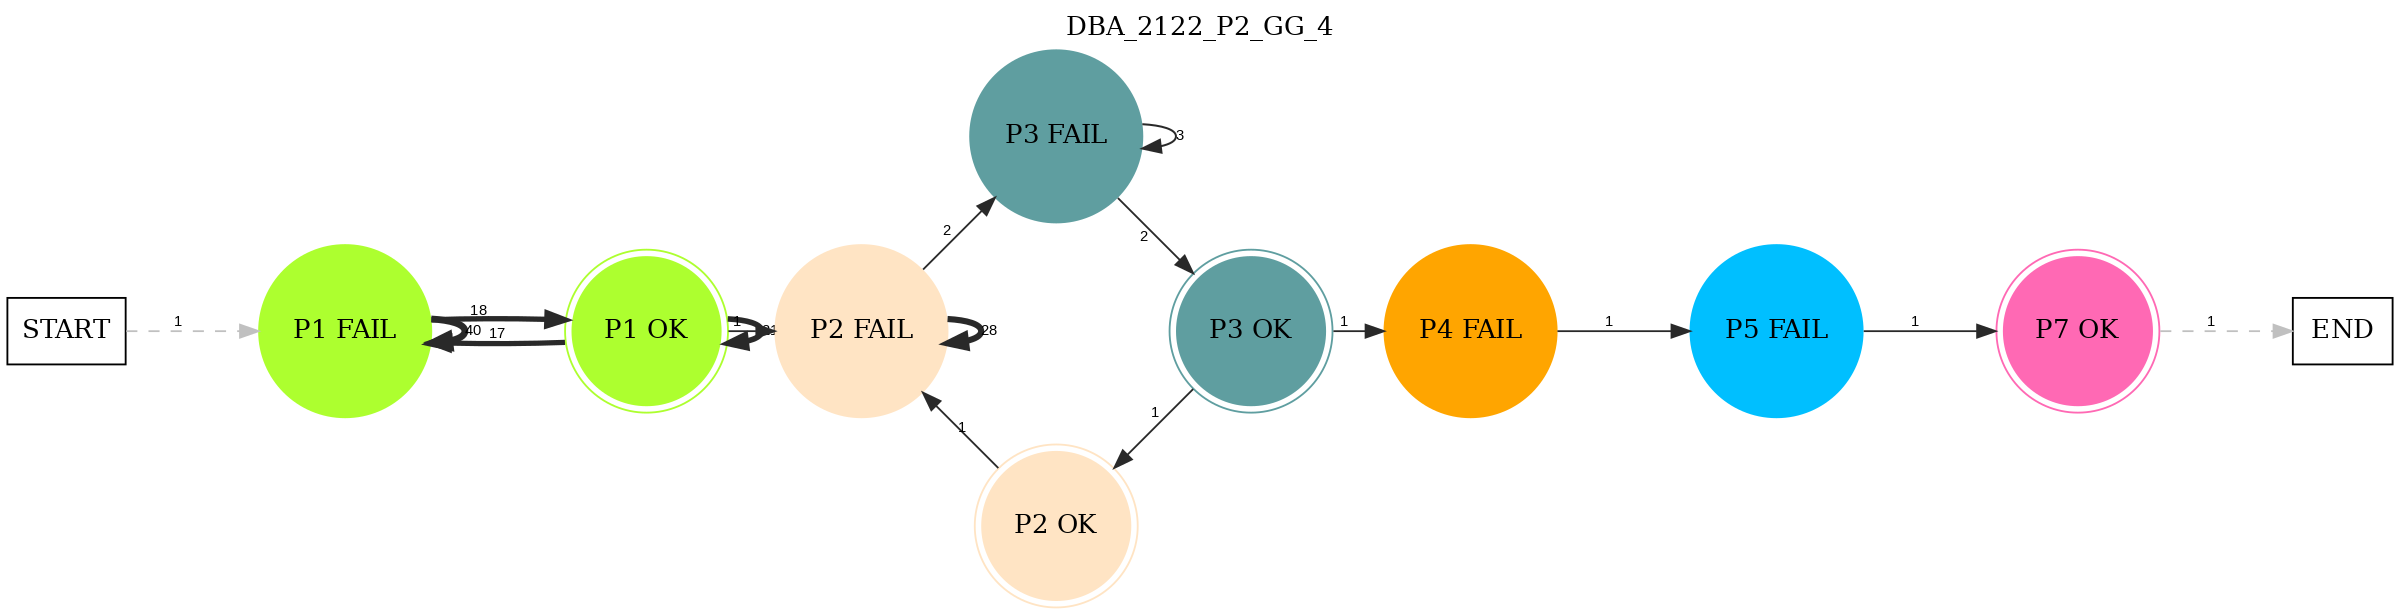 DBA_2122_P2_GG_4
P3 FAIL
3
2
2
START
1
P1 FAIL
18
40
17
P1 OK
1
P2 FAIL
28
P3 OK
1
P4 FAIL
1
P5 FAIL
1
P7 OK
1
END
1
1
P2 OK